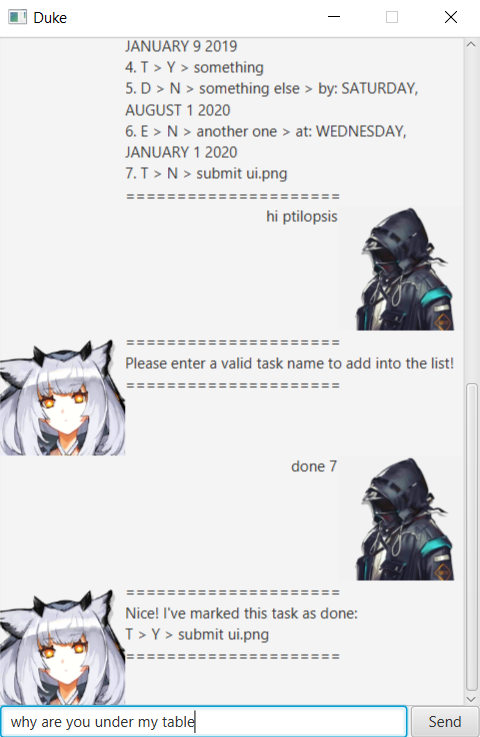 Duke
JANUARY 9 2019
4. T > Y > something
5. D > N > something else > by: SATURDAY,
AUGUST 1 2020
6. E > N > another one > at: WEDNESDAY,
JANUARY 1 2020
7. T > N > submit ui.png
=====================
hi ptilopsis
=====================
Please enter a valid task name to add into the list!
=====================
done 7
=====================
Nice! I've marked this task as done:
T > Y > submit ui.png
=====================
why are you under my table
Send